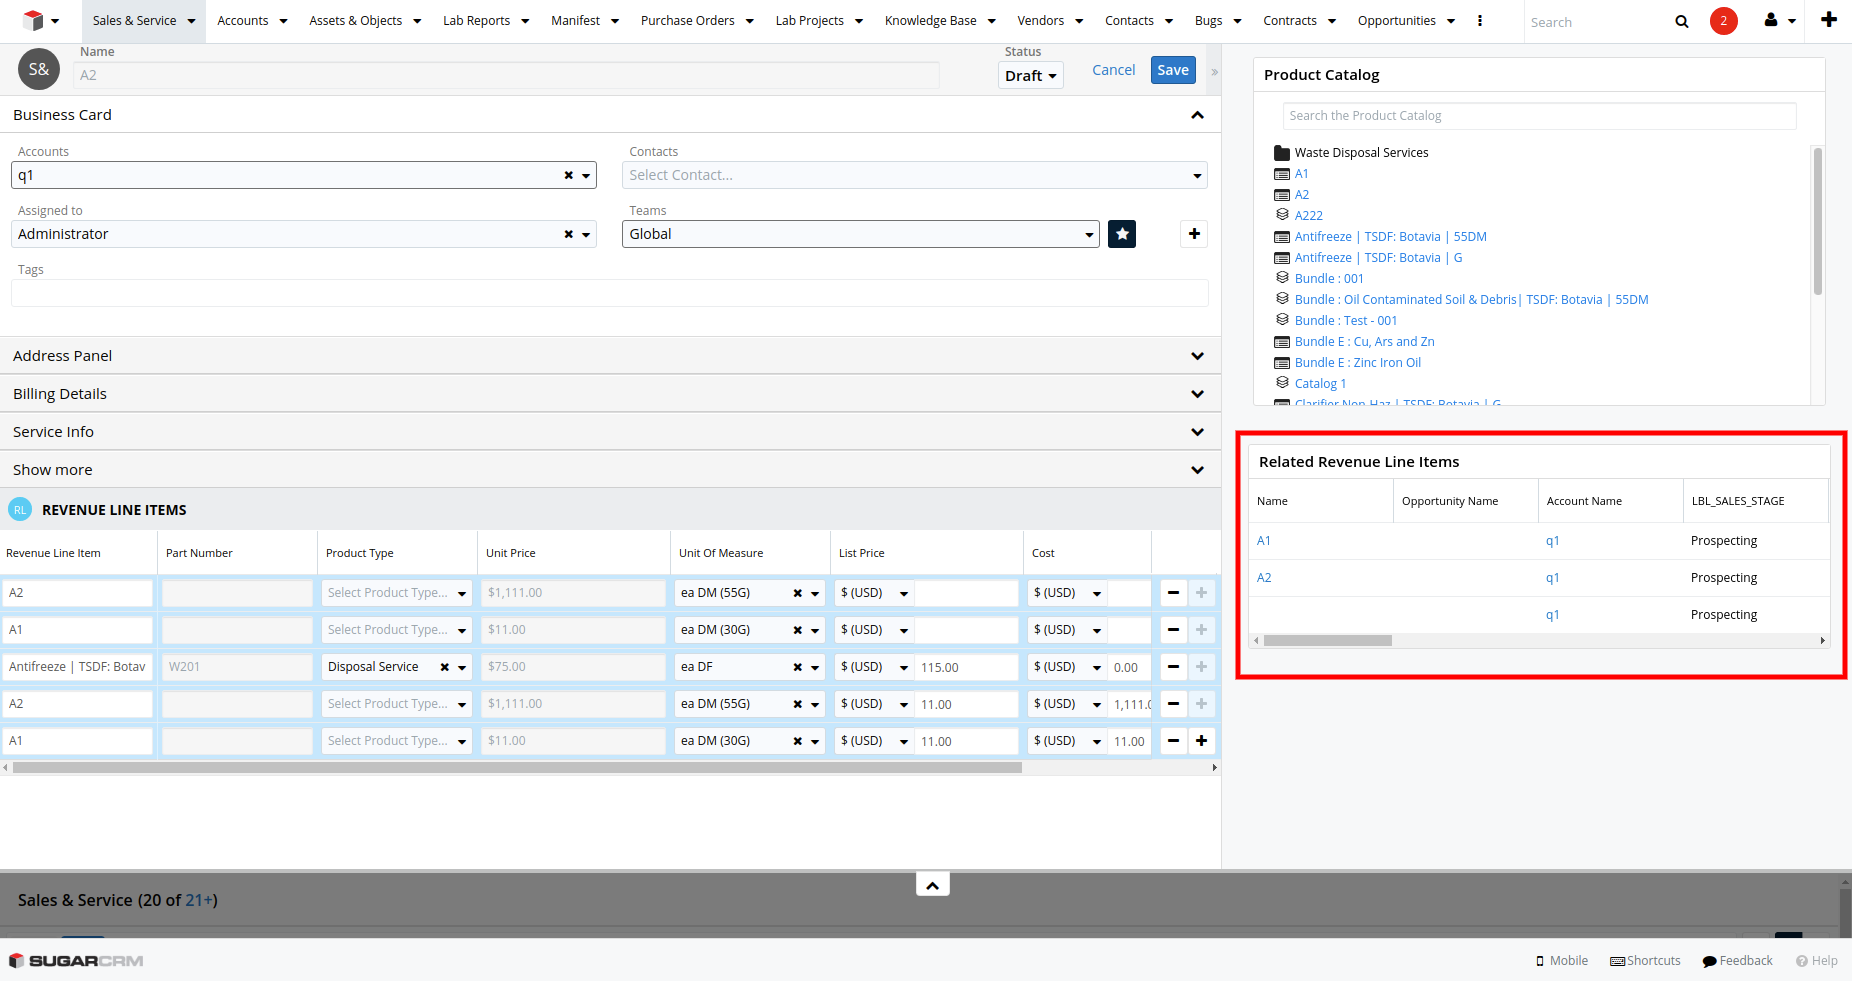 Sales & Service Accounts Assets & Objects Lab Reports Manifest Purchase Orders Lab Projects Knowledge Base Vendors Contacts Bugs Contracts Opportunities Search 2
S& Name Status
A2 Draft Cancel Save »
Business Card
Accounts Contacts
q1 Select Contact...
Assigned to Teams
Administrator Global
Tags
Address Panel
Billing Details
Service Info
Show more
RL REVENUE LINE ITEMS
Revenue Line Item Part Number Product Type Unit Price Unit Of Measure List Price Cost
A2 Select Product Type... $1,111.00 ea DM (55G) $ (USD) $ (USD)
A1 Select Product Type... $11.00 ea DM (30G) $ (USD) $ (USD)
Antifreeze | TSDF: Botav W201 Disposal Service $75.00 ea DF $ (USD) 115.00 $ (USD) 0.00
A2 Select Product Type... $1,111.00 ea DM (55G) $ (USD) 11.00 $ (USD) 1,111.0
A1 Select Product Type... $11.00 ea DM (30G) $ (USD) 11.00 $ (USD) 11.00
Product Catalog
Search the Product Catalog
Waste Disposal Services
A1
A2
A222
Antifreeze | TSDF: Botavia | 55DM
Antifreeze | TSDF: Botavia | G
Bundle : 001
Bundle : Oil Contaminated Soil & Debris| TSDF: Botavia | 55DM
Bundle : Test - 001
Bundle E : Cu, Ars and Zn
Bundle E : Zinc Iron Oil
Catalog 1
Clarifier Non-Haz | TSDF: Botavia | G
Related Revenue Line Items
Name Opportunity Name Account Name LBL_SALES_STAGE
A1 q1 Prospecting
A2 q1 Prospecting
q1 Prospecting
Sales & Service (20 of 21+)
SUGARCRM Mobile Shortcuts Feedback Help